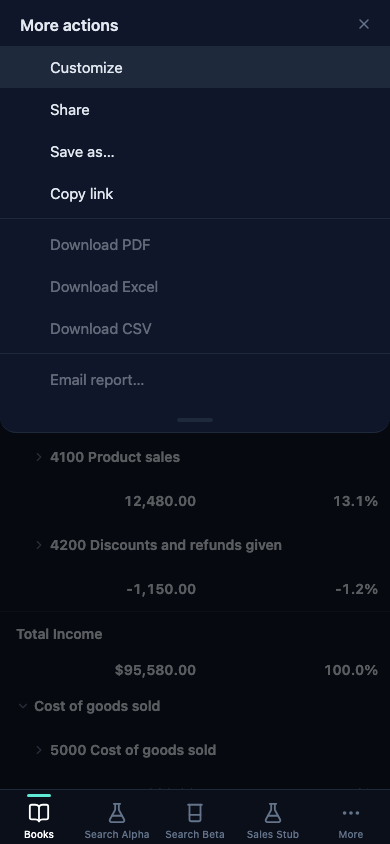 More actions
Customize
Share
Save as...
Copy link
Download PDF
Download Excel
Download CSV
Email report...
4100 Product sales
12,480.00 13.1%
4200 Discounts and refunds given
-1,150.00 -1.2%
Total Income
$95,580.00 100.0%
Cost of goods sold
5000 Cost of goods sold
Books Search Alpha Search Beta Sales Stub More